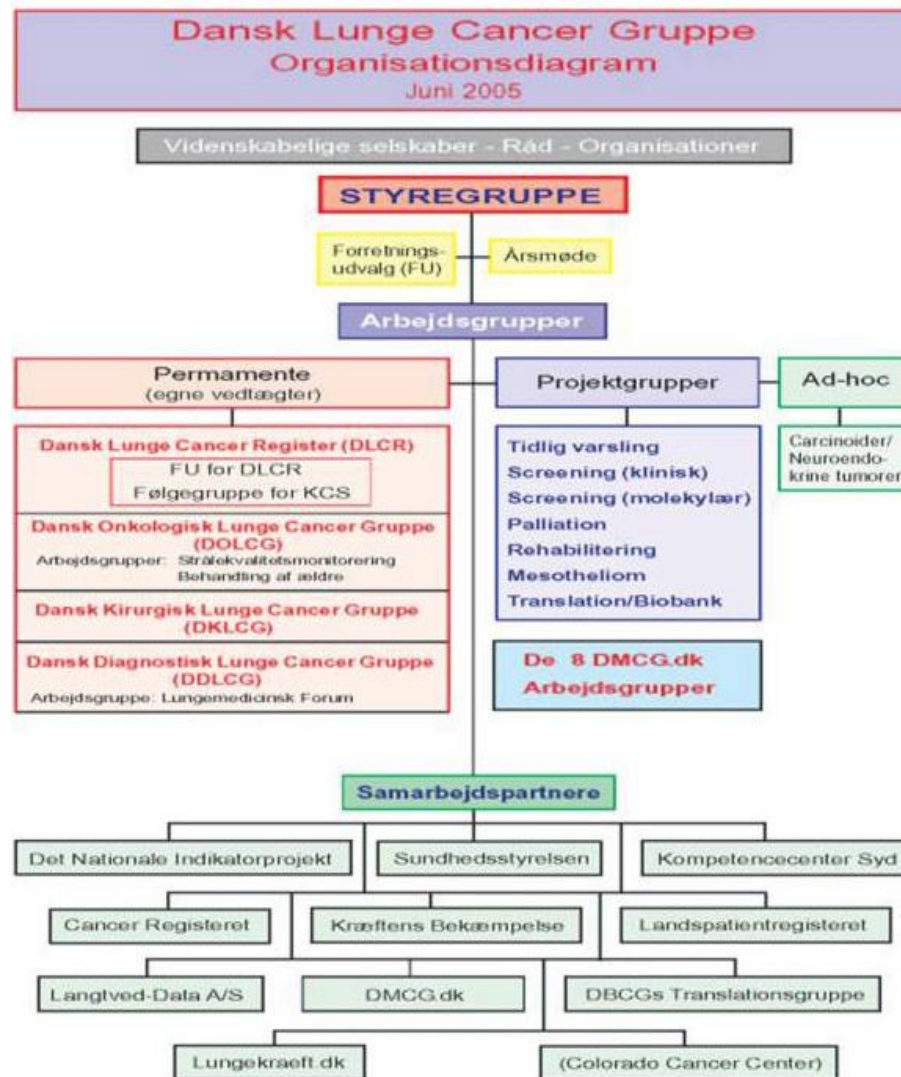 Dansk Lunge Cancer Gruppe
Organisationsdiagram
Juni 2005
Videnskabelige selskaber - Råd - Organisationer
STYREGRUPPE
Forretnings-
udvalg (FU)
Årsmøde
Arbejdsgrupper
Permamente
(egne vedtægter)
Projektgrupper
Ad-hoc
Dansk Lunge Cancer Register (DLCR)
FU for DLCR
Følgegruppe for KCS
Dansk Onkologisk Lunge Cancer Gruppe
(DOLCG)
Arbejdsgrupper: Strålekvalitetsmonitorering
Behandling af ældre
Dansk Kirurgisk Lunge Cancer Gruppe
(DKLCG)
Dansk Diagnostisk Lunge Cancer Gruppe
(DDLCG)
Arbejdsgruppe: Lungemedicinsk Forum
Tidlig varsling
Screening (klinisk)
Screening (molekylær)
Palliation
Rehabilitering
Mesotheliom
Translation/Biobank
Carcinoider/
Neuroendo-
krine tumorer
De 8 DMCG.dk
Arbejdsgrupper
Samarbejdspartnere
Det Nationale Indikatorprojekt
Sundhedsstyrelsen
Kompetencecenter Syd
Cancer Registeret
Kræftens Bekæmpelse
Landspatientregisteret
Langtved-Data A/S
DMCG.dk
DBCGs Translationsgruppe
Lungekraeft.dk
(Colorado Cancer Center)